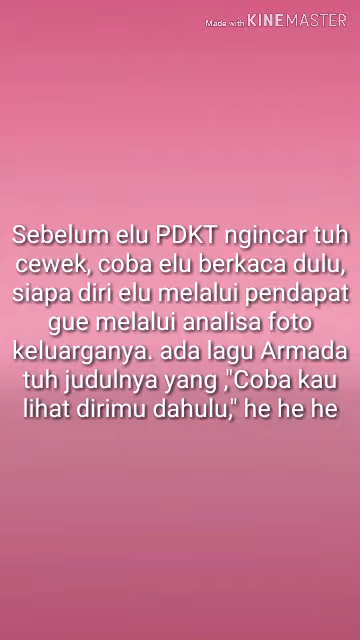 Made with KINEMASTER
Sebelum elu PDKT ngincar tuh
cewek, coba elu berkaca dulu,
siapa diri elu melalui pendapat
gue melalui analisa foto
keluarganya. ada lagu Armada
tuh judulnya yang ,"Coba kau
lihat dirimu dahulu," he he he